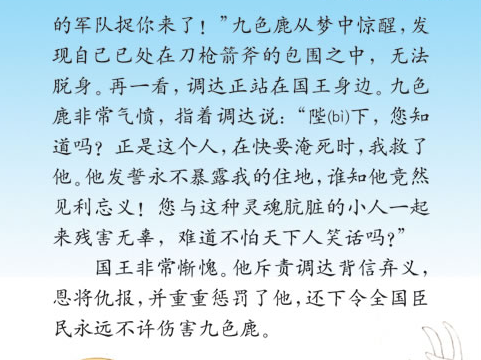 的军队捉你来了！”九色鹿从梦中惊醒，发
现自己已处在刀枪箭斧的包围之中，无法
脱身。再一看，调达正站在国王身边。九色
鹿非常气愤，指着调达说：“陛(bì)下，您知
道吗？正是这个人，在快要淹死时，我救了
他。他发誓永不暴露我的住地，谁知他竟然
见利忘义！您与这种灵魂肮脏的小人一起
来残害无辜，难道不怕天下人笑话吗？”
国王非常惭愧。他斥责调达背信弃义，
恩将仇报，并重重惩罚了他，还下令全国臣
民永远不许伤害九色鹿。